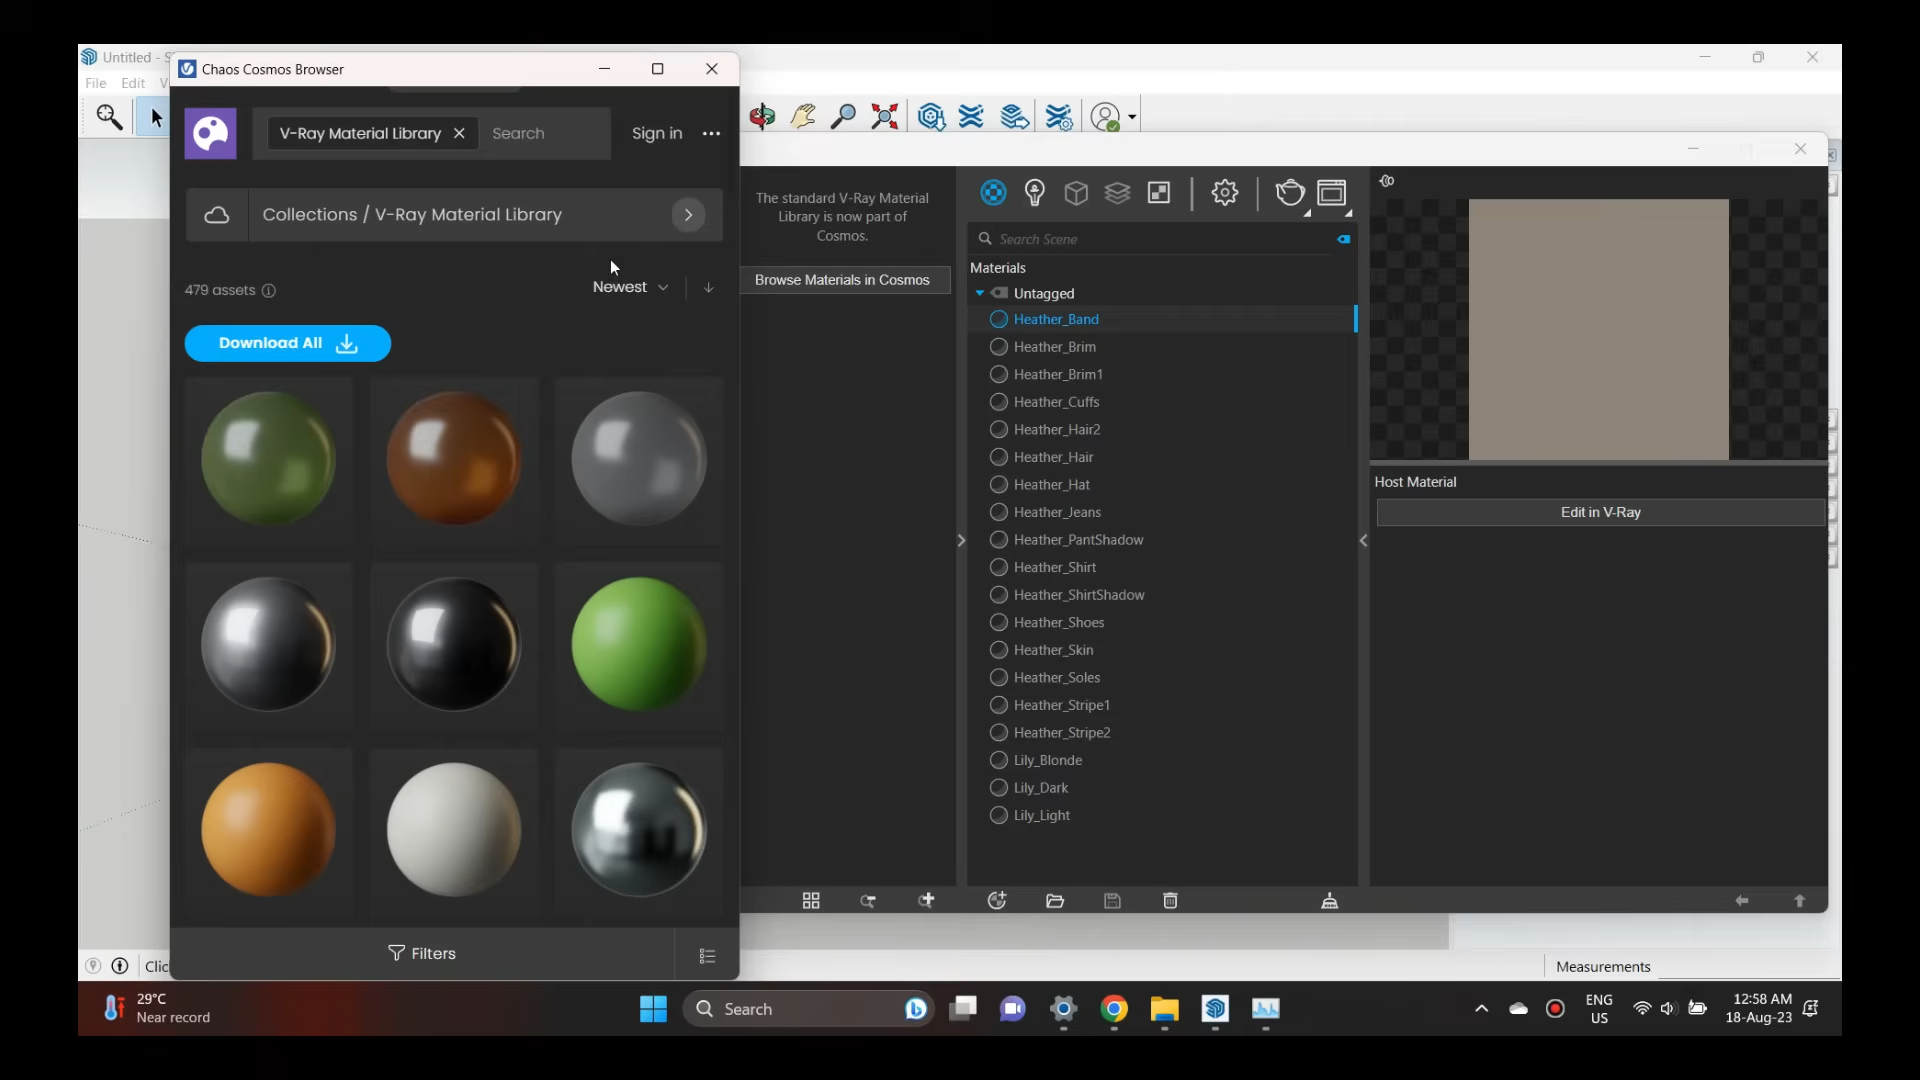 Untitled - S
Chaos Cosmos Browser
File Edit V
V-Ray Material Library
Search
Sign in
Collections / V-Ray Material Library
479 assets
Newest
Download All
Filters
The standard V-Ray Material
Library is now part of
Cosmos.
Browse Materials in Cosmos
Search Scene
Materials
Untagged
Heather_Band
Heather_Brim
Heather_Brim1
Heather_Cuffs
Heather_Hair2
Heather_Hair
Heather_Hat
Heather_Jeans
Heather_PantShadow
Heather_Shirt
Heather_ShirtShadow
Heather_Shoes
Heather_Skin
Heather_Soles
Heather_Stripe1
Heather_Stripe2
Lily_Blonde
Lily_Dark
Lily_Light
Host Material
Edit in V-Ray
Clic
Measurements
29°C
Near record
Search
ENG
US
12:58 AM
18-Aug-23